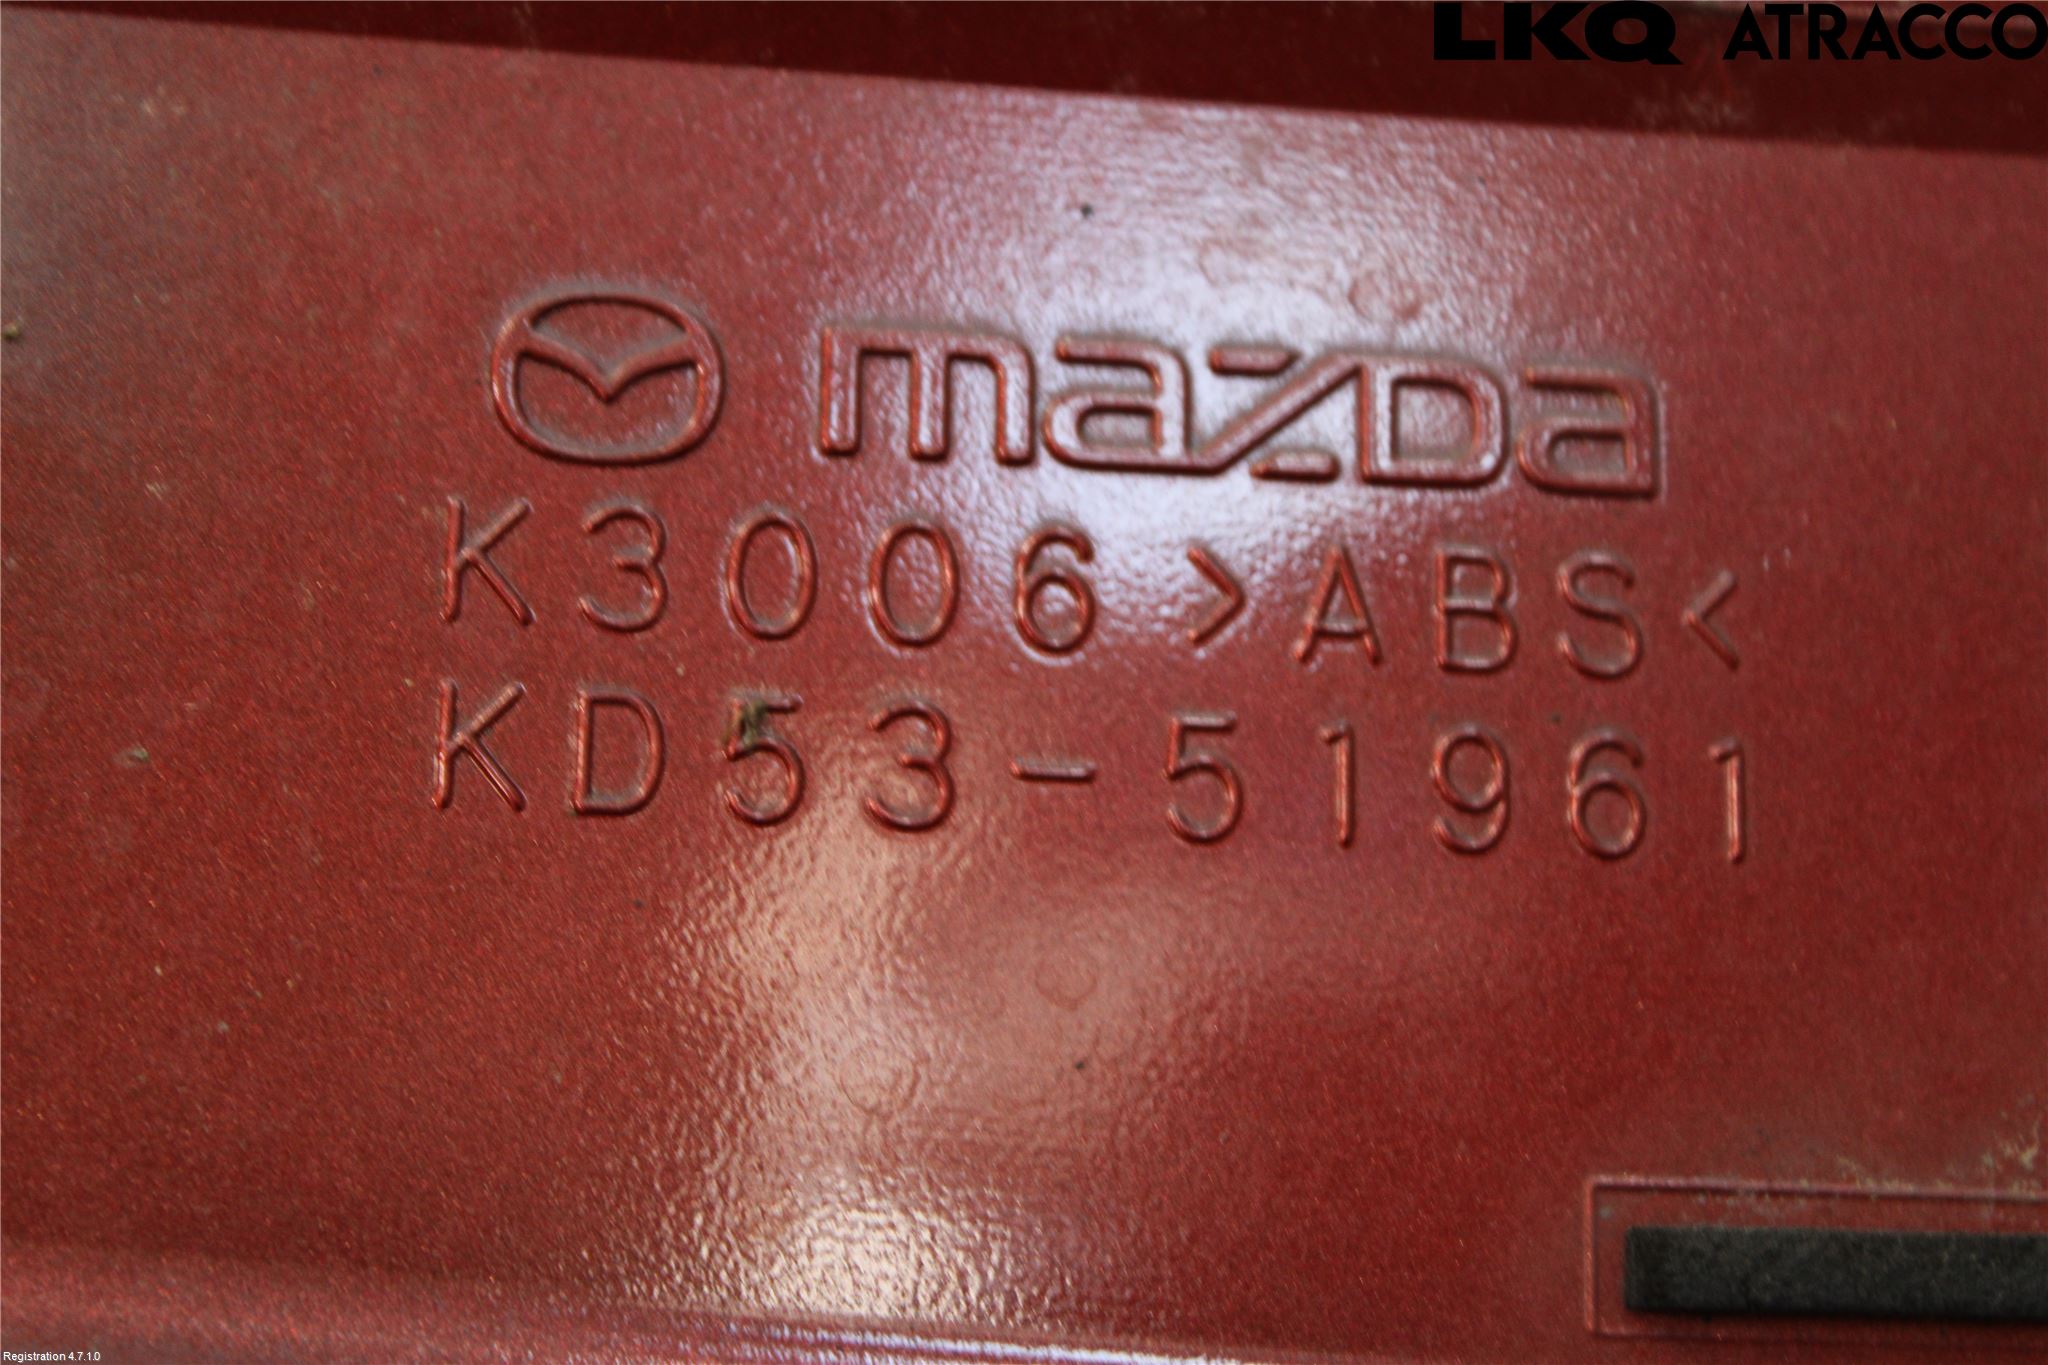 LKQ ATRACCO
mazda
K3006 >ABS<
KD53-51961
Registration 4.7.1.0